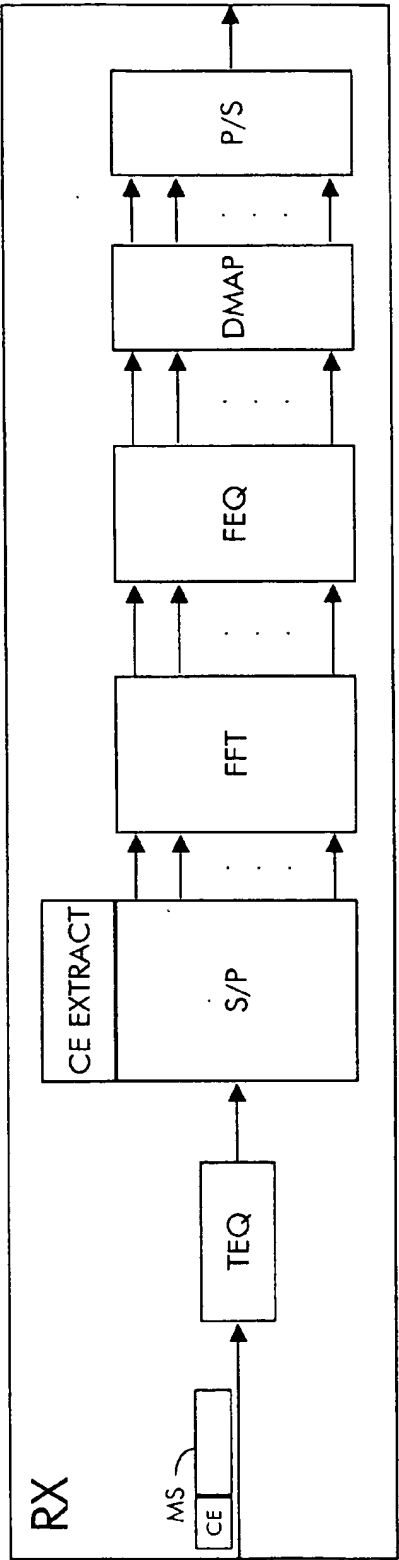 RX
MS
CE
TEQ
CE EXTRACT
S/P
. . .
FFT
. . .
FEQ
. . .
DMAP
. . .
P/S